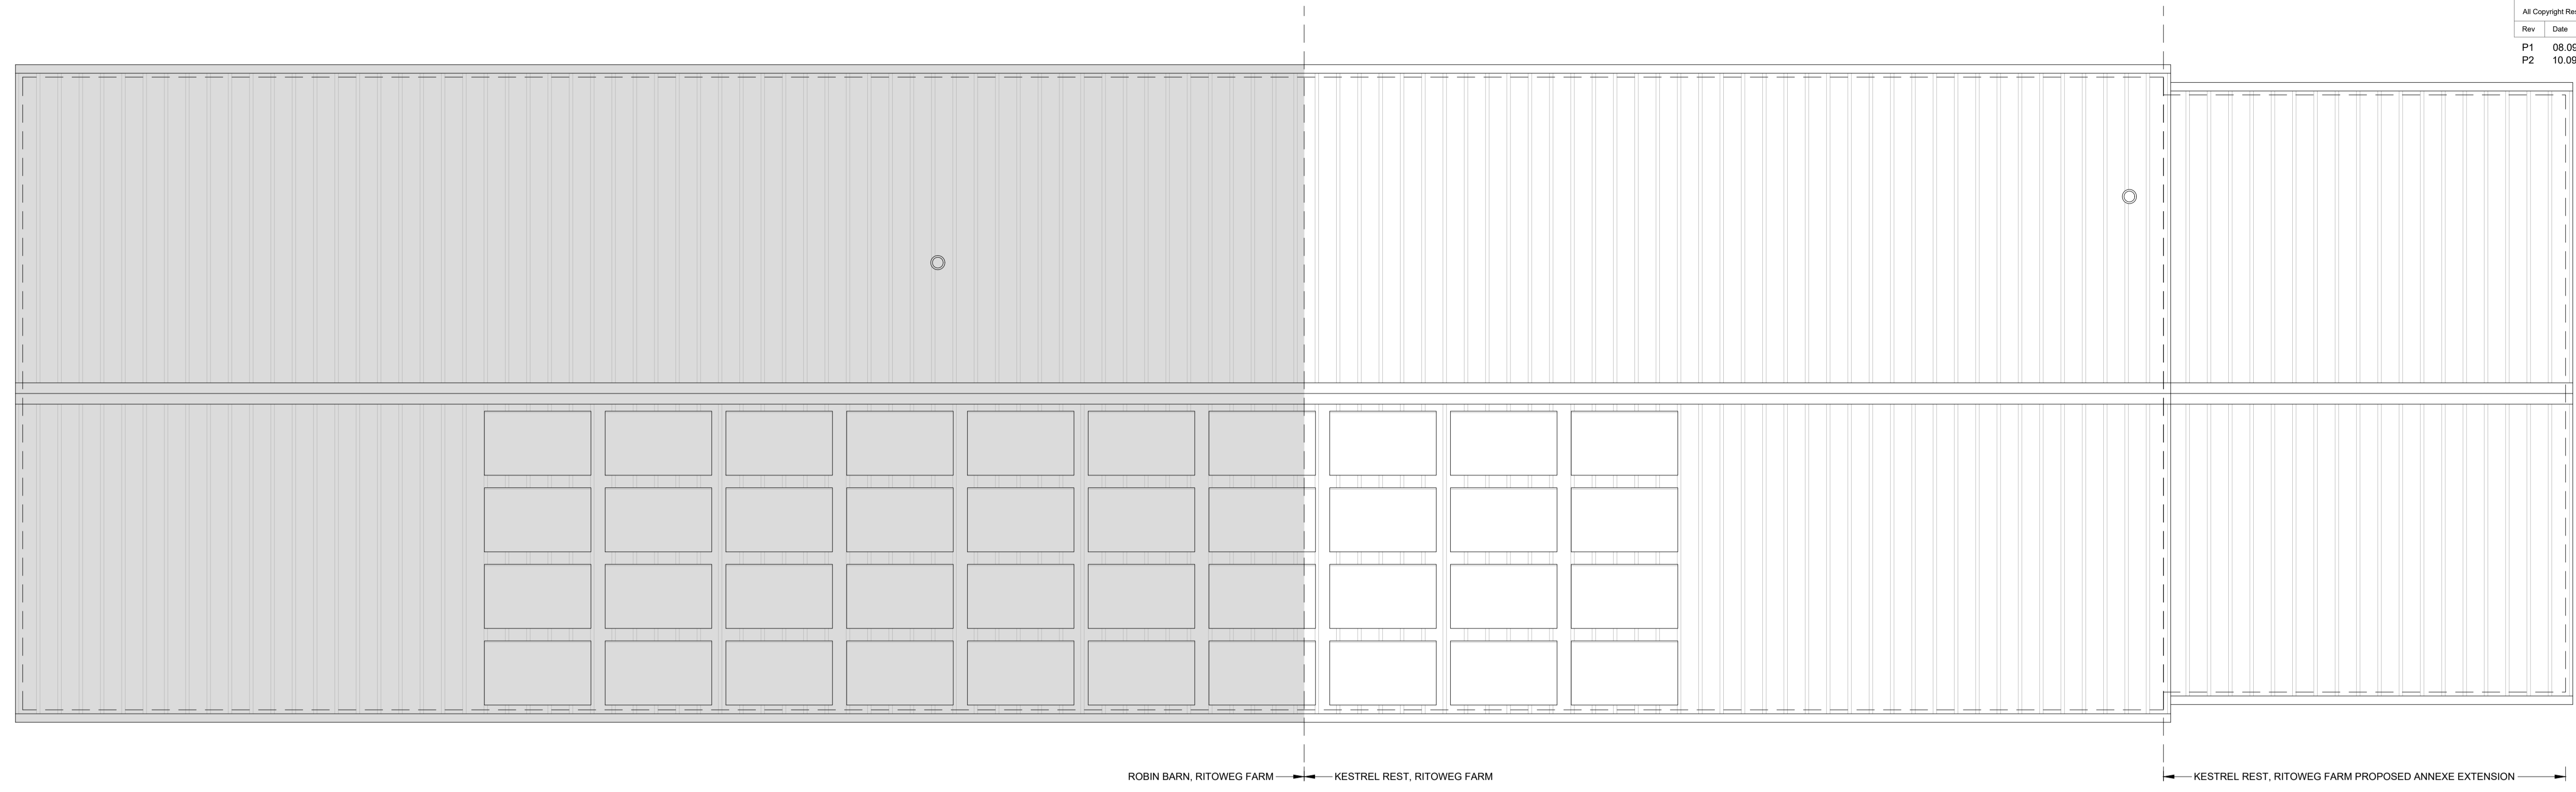 All Copyright Res
Rev Date
P1 08.09
P2 10.09
ROBIN BARN, RITOWEG FARM
KESTREL REST, RITOWEG FARM
KESTREL REST, RITOWEG FARM PROPOSED ANNEXE EXTENSION